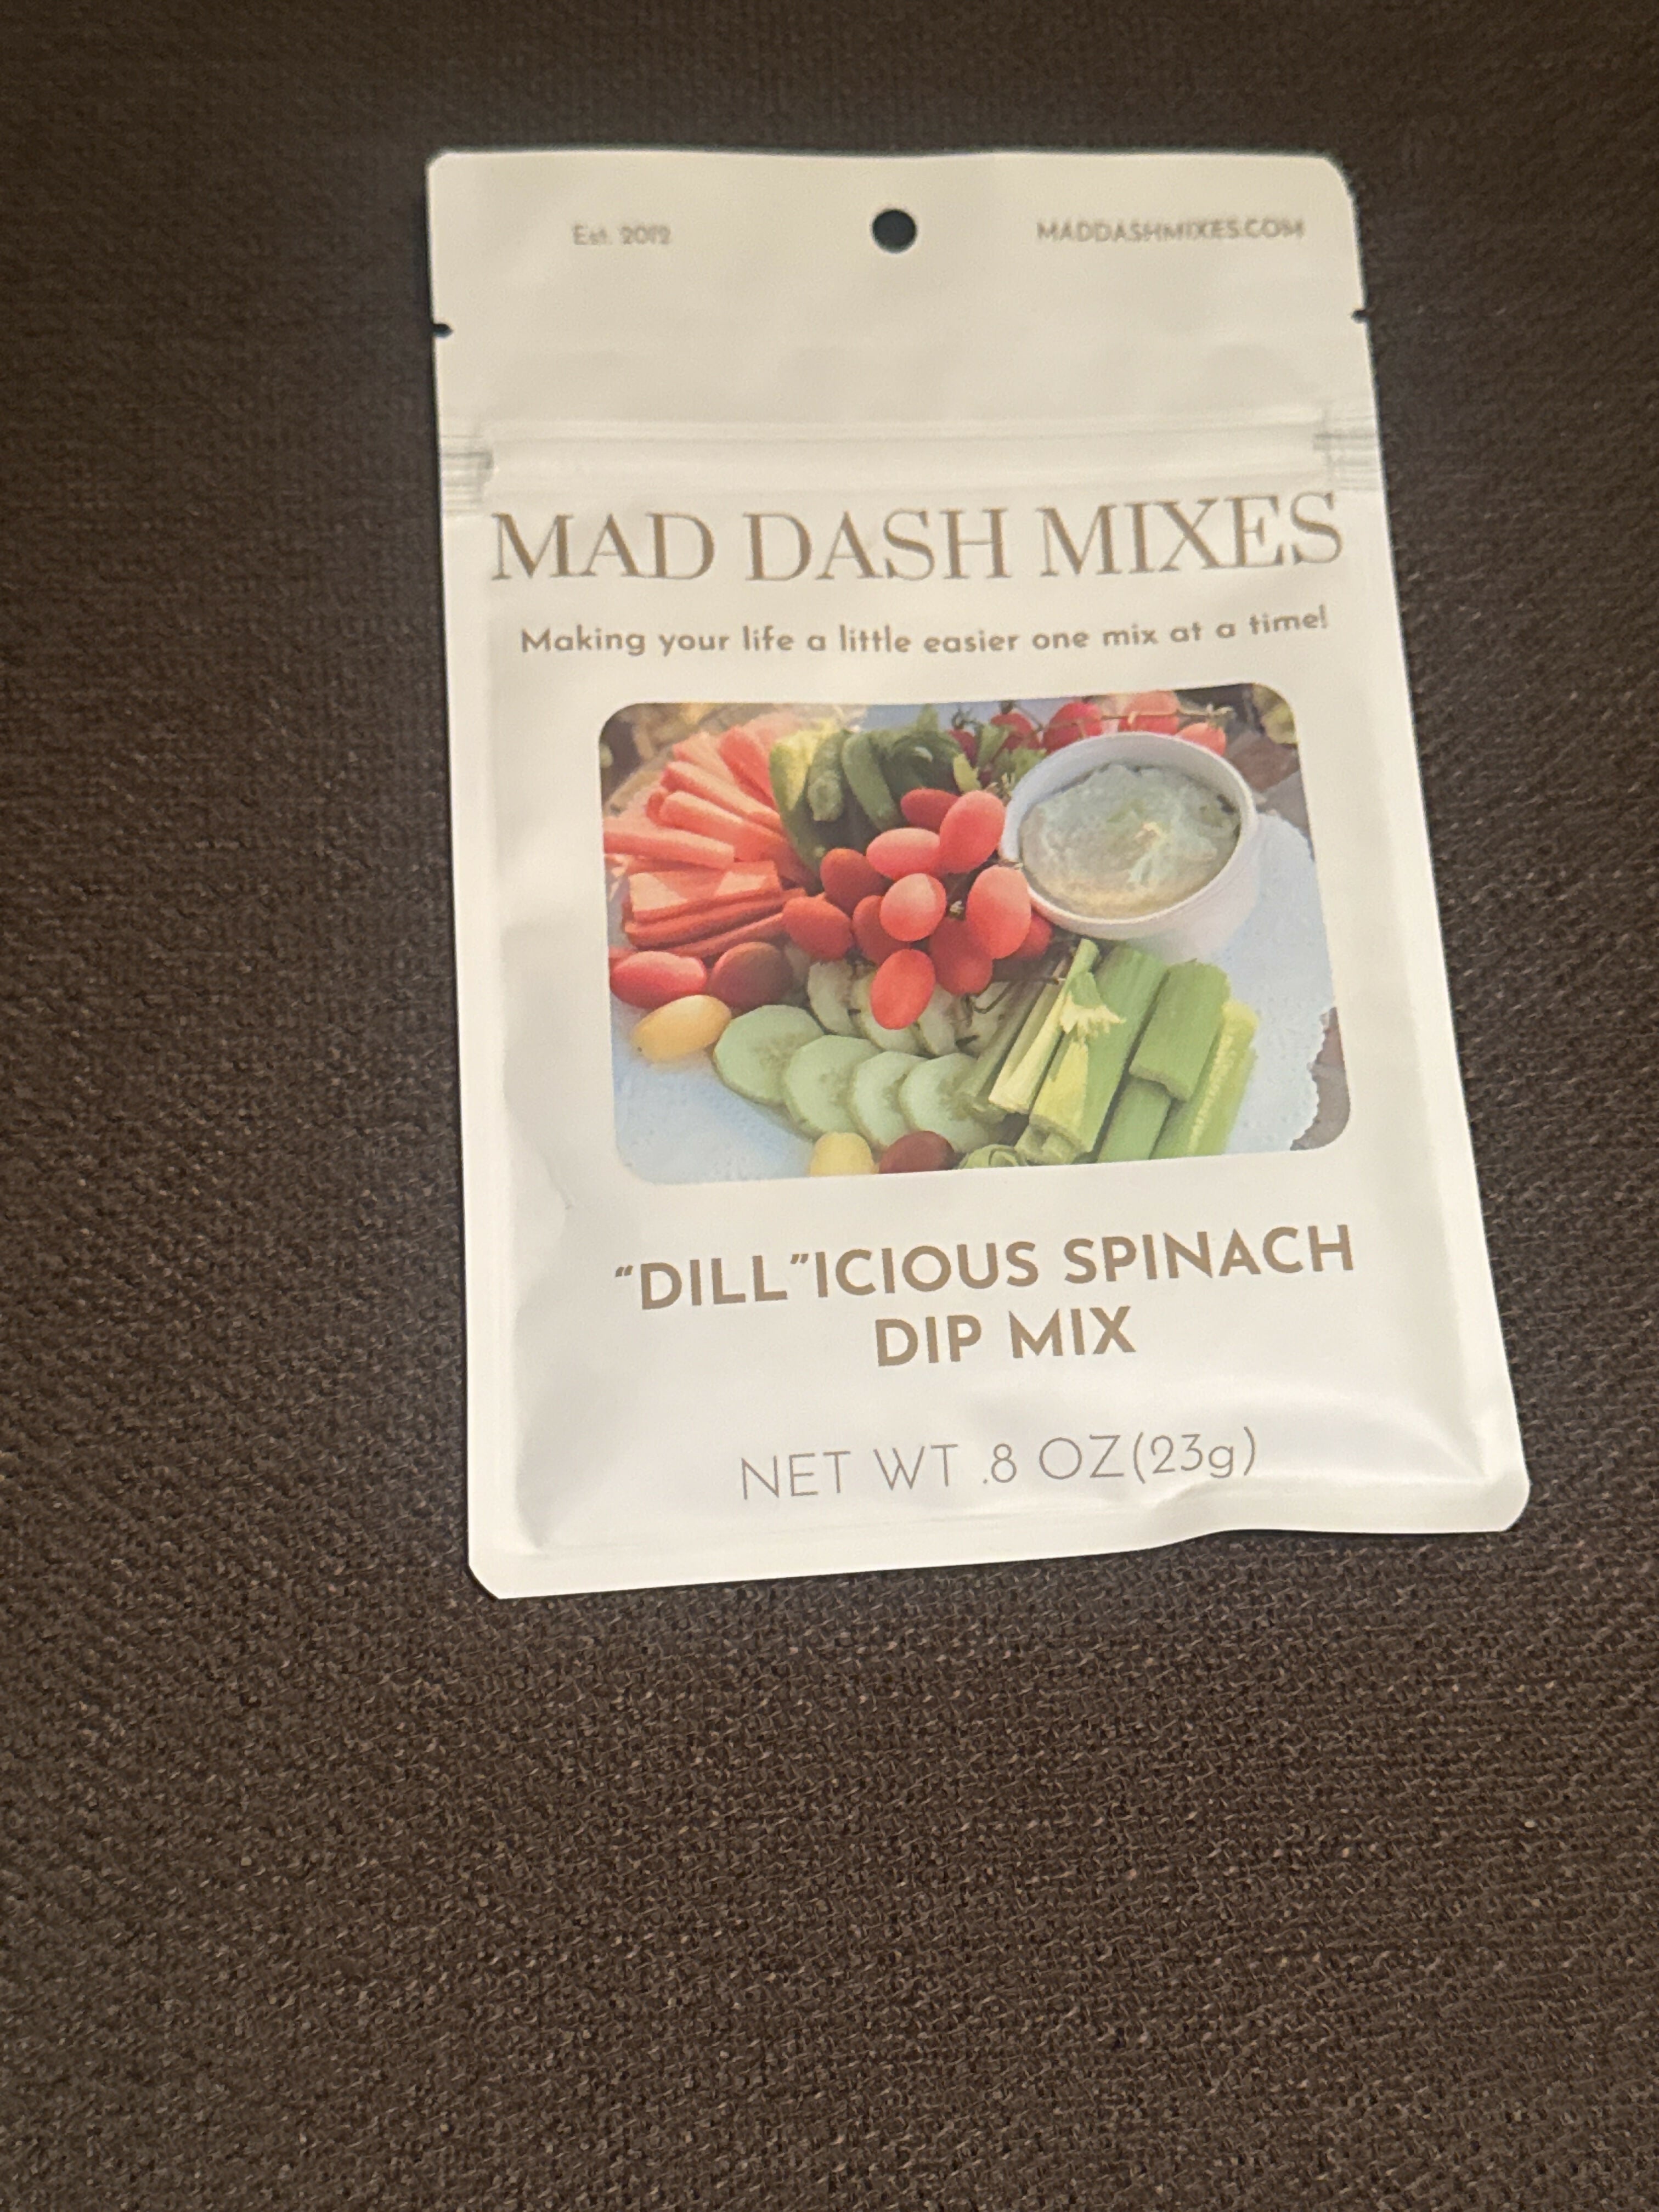 Est. 2012
MADDASHMIXES.COM
MAD DASH MIXES
Making your life a little easier one mix at a time!
“DILL”ICIOUS SPINACH
DIP MIX
NET WT .8 OZ(23g)